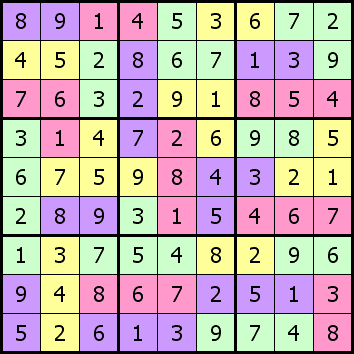 8 9 1 4 5 3 6 7 2
4 5 2 8 6 7 1 3 9
7 6 3 2 9 1 8 5 4
3 1 4 7 2 6 9 8 5
6 7 5 9 8 4 3 2 1
2 8 9 3 1 5 4 6 7
1 3 7 5 4 8 2 9 6
9 4 8 6 7 2 5 1 3
5 2 6 1 3 9 7 4 8